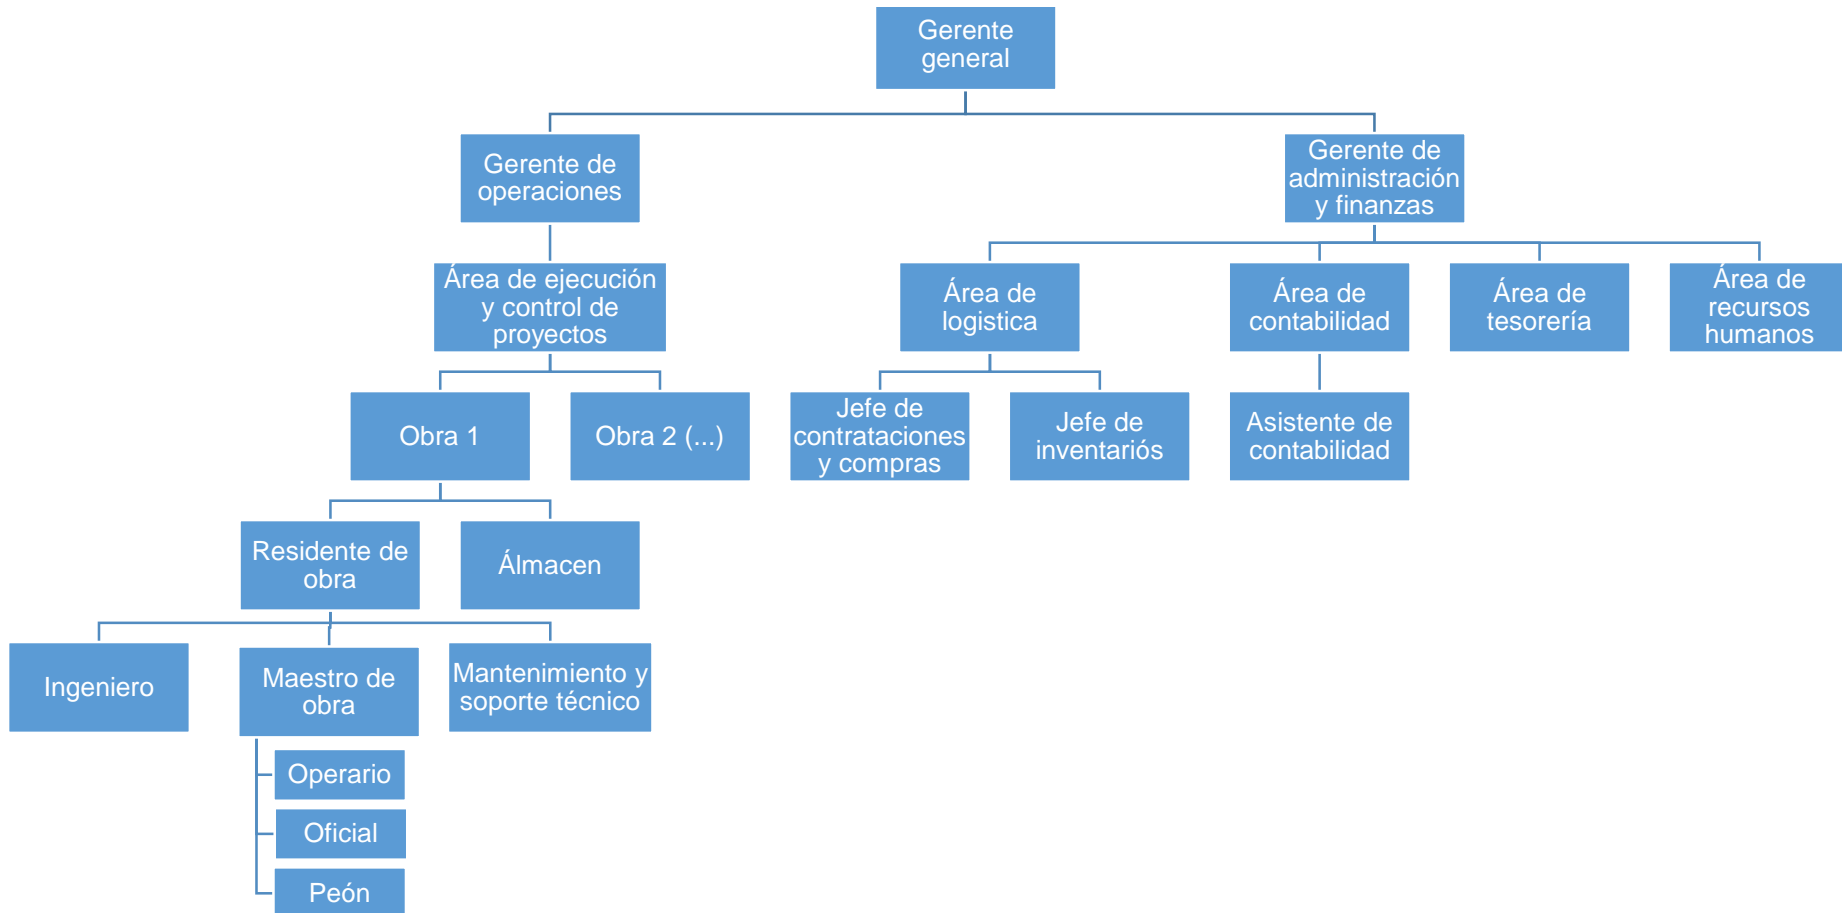 Gerente
general
Gerente de
operaciones
Gerente de
administración
y finanzas
Área de ejecución
y control de
proyectos
Área de
logistica
Área de
contabilidad
Área de
tesorería
Área de
recursos
humanos
Obra 1
Obra 2 (...)
Jefe de
contrataciones
y compras
Jefe de
inventariós
Asistente de
contabilidad
Residente de
obra
Álmacen
Ingeniero
Maestro de
obra
Mantenimiento y
soporte técnico
Operario
Oficial
Peón